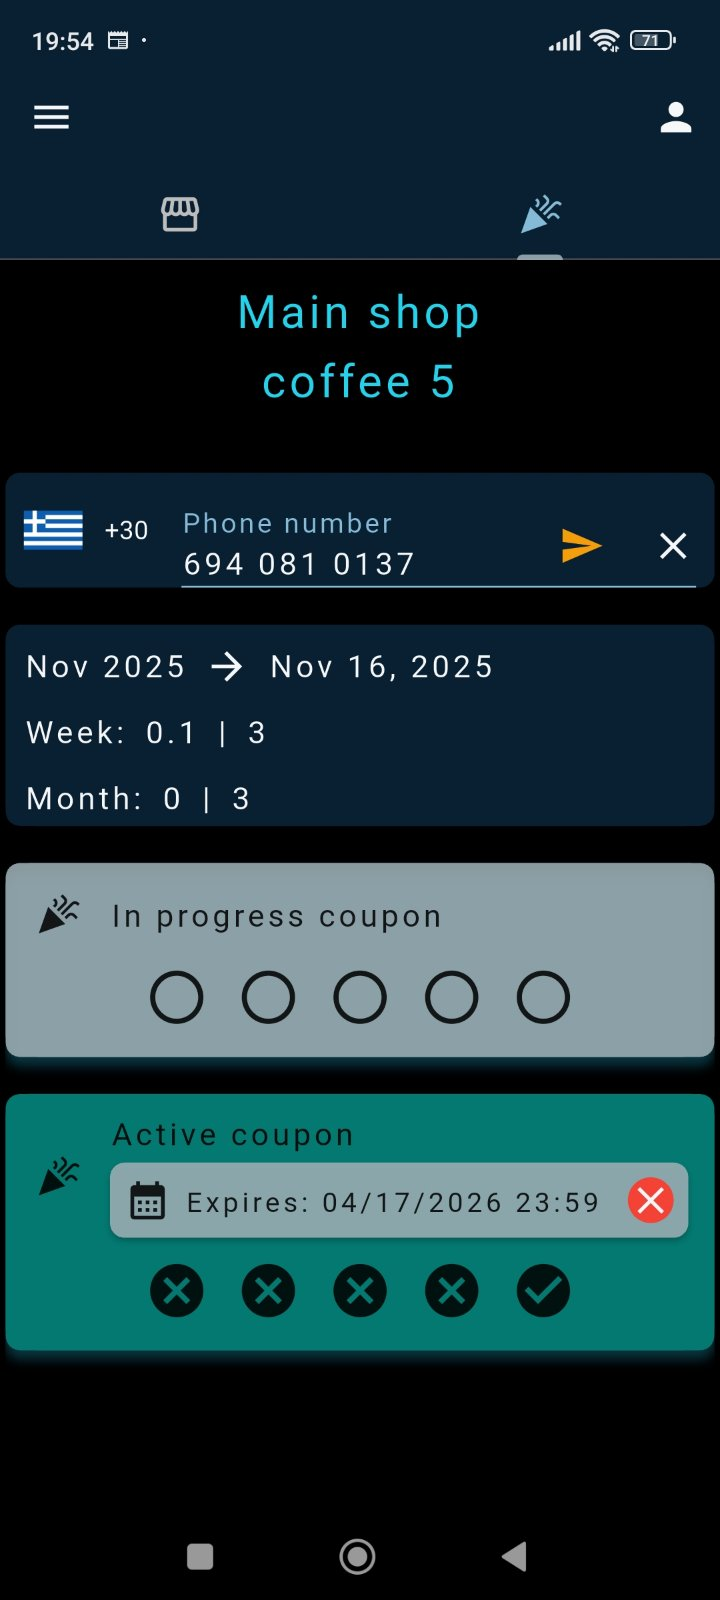 19:54
71
Main shop
coffee 5
+30
Phone number
694 081 0137
Nov 2025 → Nov 16, 2025
Week: 0.1 | 3
Month: 0 | 3
In progress coupon
Active coupon
Expires: 04/17/2026 23:59